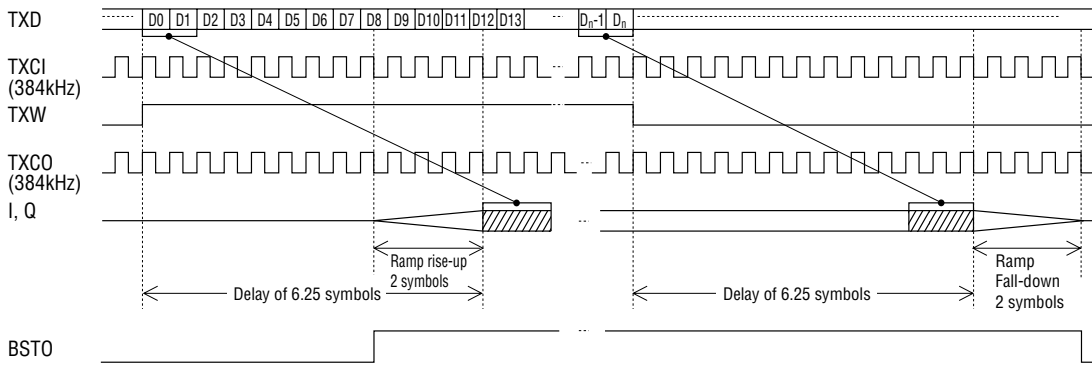 TXD
D0 D1 D2 D3 D4 D5 D6 D7 D8 D9 D10 D11 D12 D13 Dn-1 Dn
TXCI
(384kHz)
TXW
TXCO
(384kHz)
I, Q
Ramp rise-up
2 symbols
Ramp
Fall-down
2 symbols
Delay of 6.25 symbols
Delay of 6.25 symbols
BSTO